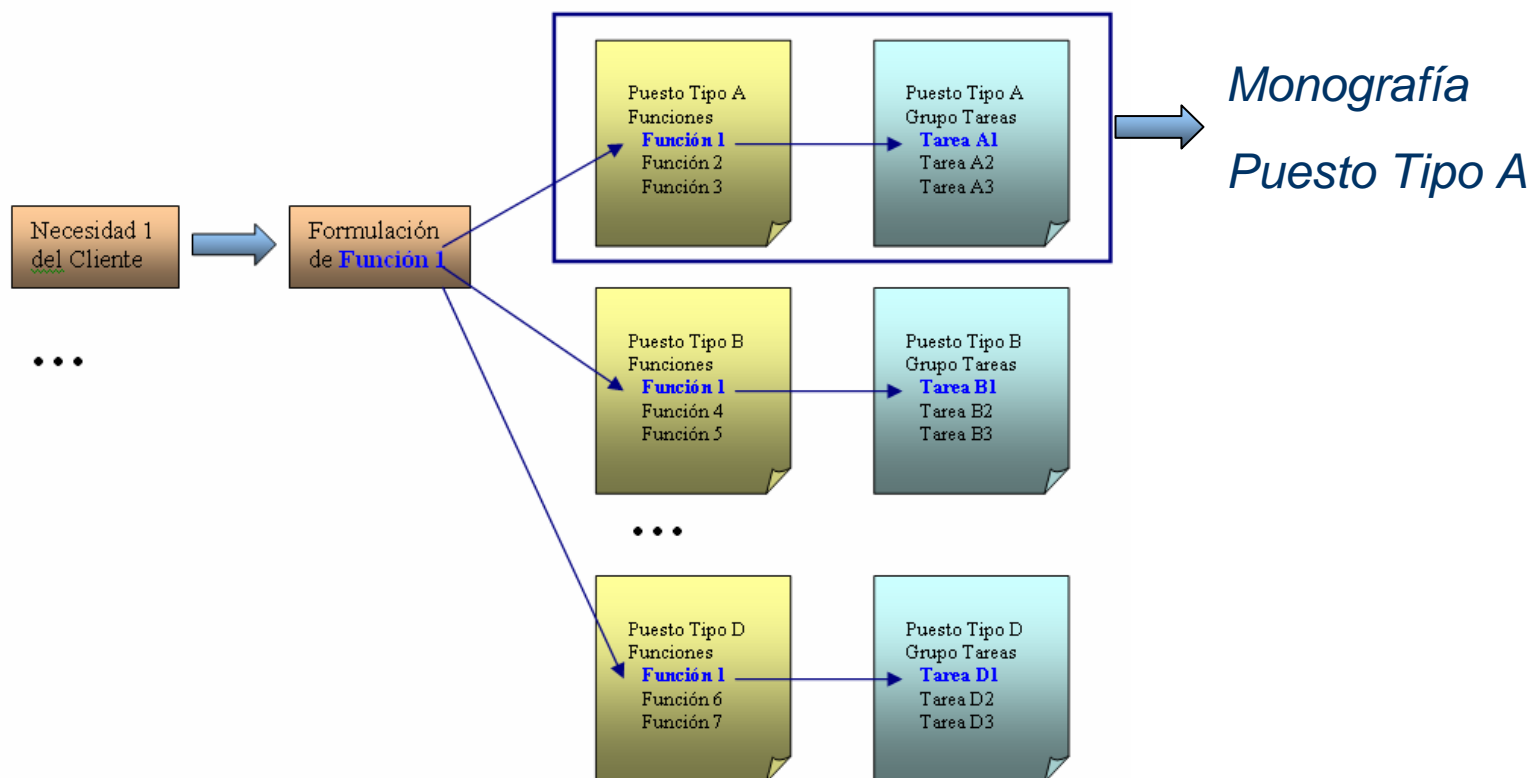 Necesidad 1
del Cliente
...
Formulación
de Función 1
Puesto Tipo A
Funciones
Función 1
Función 2
Función 3
Puesto Tipo A
Grupo Tareas
Tarea A1
Tarea A2
Tarea A3
Monografía
Puesto Tipo A
Puesto Tipo B
Funciones
Función 1
Función 4
Función 5
Puesto Tipo B
Grupo Tareas
Tarea B1
Tarea B2
Tarea B3
...
Puesto Tipo D
Funciones
Función 1
Función 6
Función 7
Puesto Tipo D
Grupo Tareas
Tarea D1
Tarea D2
Tarea D3